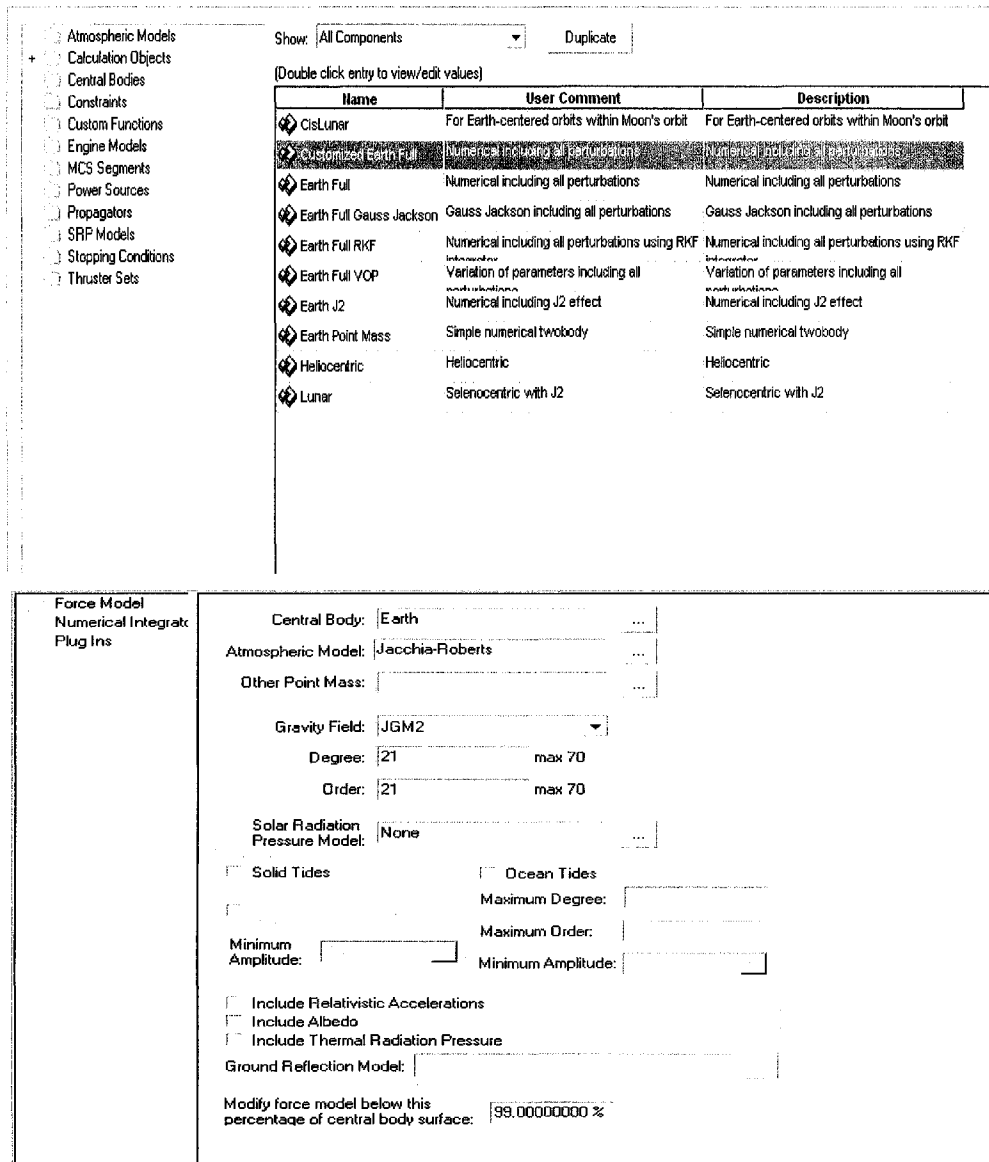 Atmospheric Models
+ Calculation Objects
Central Bodies
Constraints
Custom Functions
Engine Models
MCS Segments
Power Sources
Propagators
SRP Models
Stopping Conditions
Thruster Sets
Show: All Components Duplicate
(Double click entry to view/edit values)
Name User Comment Description
CisLunar For Earth-centered orbits within Moon's orbit For Earth-centered orbits within Moon's orbit
Customized Earth Full Numerical including all perturbations Numerical including all perturbations
Earth Full Numerical including all perturbations Numerical including all perturbations
Earth Full Gauss Jackson Gauss Jackson including all perturbations Gauss Jackson including all perturbations
Earth Full RKF Numerical including all perturbations using RKF Numerical including all perturbations using RKF
Earth Full VOP Variation of parameters including all Variation of parameters including all
Earth J2 Numerical including J2 effect Numerical including J2 effect
Earth Point Mass Simple numerical twobody Simple numerical twobody
Heliocentric Heliocentric Heliocentric
Lunar Selenocentric with J2 Selenocentric with J2
Force Model
Numerical Integratc
Plug Ins
Central Body: Earth ...
Atmospheric Model: Jacchia-Roberts ...
Other Point Mass: ...
Gravity Field: JGM2
Degree: 21 max 70
Order: 21 max 70
Solar Radiation
Pressure Model: None ...
Solid Tides Ocean Tides
Maximum Degree:
Maximum Order:
Minimum
Amplitude:
Minimum Amplitude:
Include Relativistic Accelerations
Include Albedo
Include Thermal Radiation Pressure
Ground Reflection Model:
Modify force model below this
percentage of central body surface: 99.00000000 %